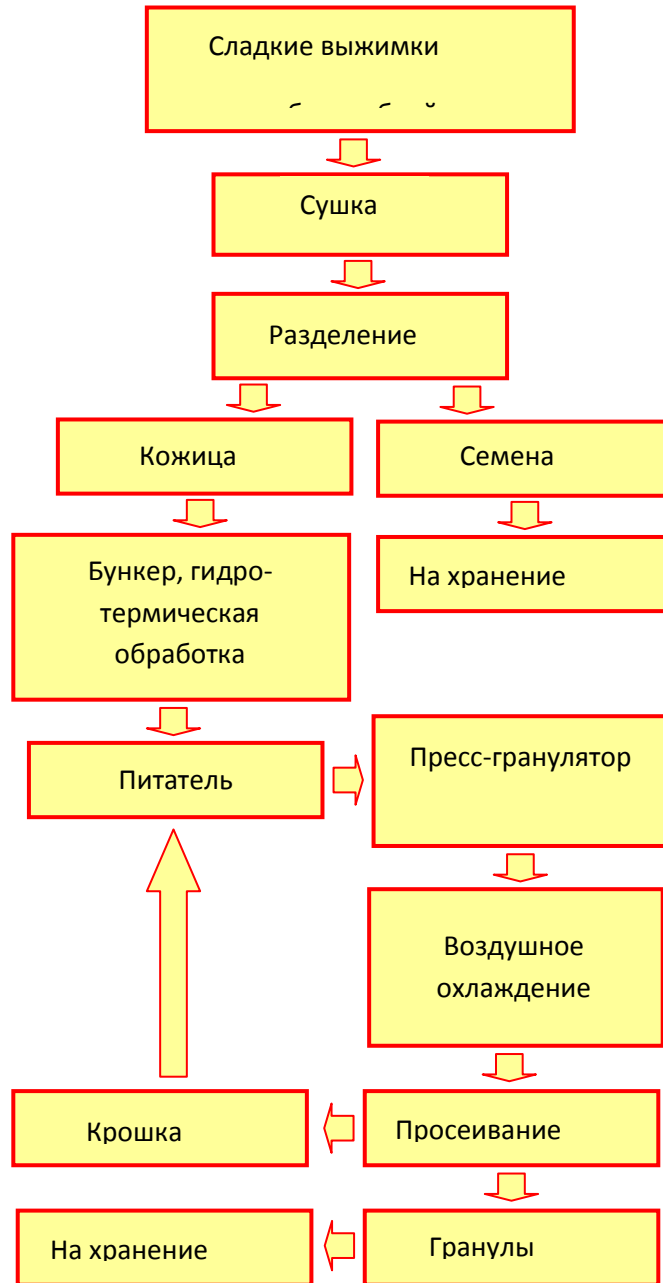 Сладкие выжимки
Сушка
Разделение
Кожица
Семена
Бункер, гидро-
термическая
обработка
На хранение
Питатель
Пресс-гранулятор
Воздушное
охлаждение
Крошка
Просеивание
На хранение
Гранулы